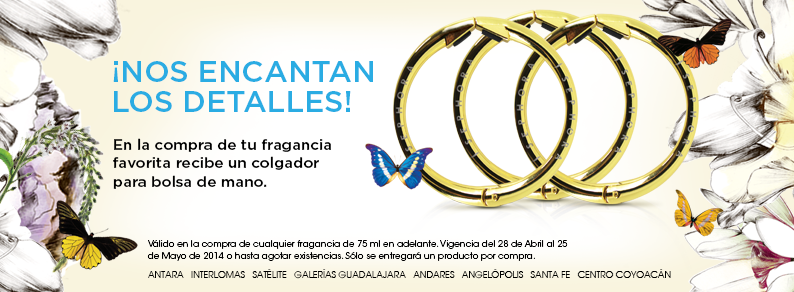 ¡NOS ENCANTAN
LOS DETALLES!
En la compra de tu fragancia
favorita recibe un colgador
para bolsa de mano.
Válido en la compra de cualquier fragancia de 75 ml en adelante. Vigencia del 28 de Abril al 25
de Mayo de 2014 o hasta agotar existencias. Sólo se entregará un producto por compra.
ANTARA INTERLOMAS SATÉLITE GALERÍAS GUADALAJARA ANDARES ANGELÓPOLIS SANTA FE CENTRO COYOACÁN